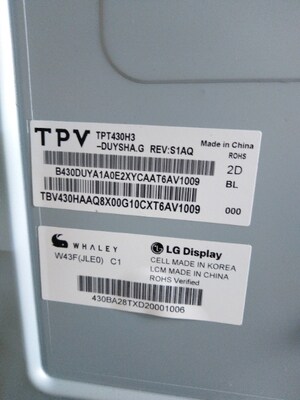 TPV TPT430H3
-DUYSHA.G REV:S1AQ Made in China
ROHS
B430DUYA1A0E2XYCAAT6AV1009 2D
BL
TBV430HAAQ8X00G10CXT6AV1009 000
WHALEY LG Display
W43F(JLE0) C1 CELL MADE IN KOREA
LCM MADE IN CHINA
ROHS Verified
430BA28TXD20001006